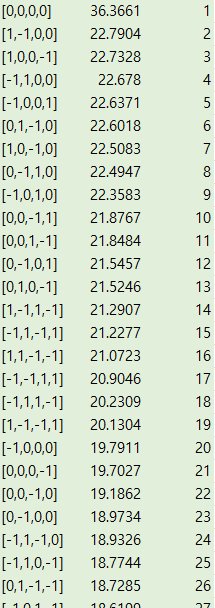 [0,0,0,0] 36.3661 1
[1,-1,0,0] 22.7904 2
[1,0,0,-1] 22.7328 3
[-1,1,0,0] 22.678 4
[-1,0,0,1] 22.6371 5
[0,1,-1,0] 22.6018 6
[1,0,-1,0] 22.5083 7
[0,-1,1,0] 22.4947 8
[-1,0,1,0] 22.3583 9
[0,0,-1,1] 21.8767 10
[0,0,1,-1] 21.8484 11
[0,-1,0,1] 21.5457 12
[0,1,0,-1] 21.5246 13
[1,-1,1,-1] 21.2907 14
[-1,1,-1,1] 21.2277 15
[1,1,-1,-1] 21.0723 16
[-1,-1,1,1] 20.9046 17
[-1,1,1,-1] 20.2309 18
[1,-1,-1,1] 20.1304 19
[-1,0,0,0] 19.7911 20
[0,0,0,-1] 19.7027 21
[0,0,-1,0] 19.1862 22
[0,-1,0,0] 18.9734 23
[-1,1,-1,0] 18.9326 24
[-1,1,0,-1] 18.7744 25
[0,1,-1,-1] 18.7285 26